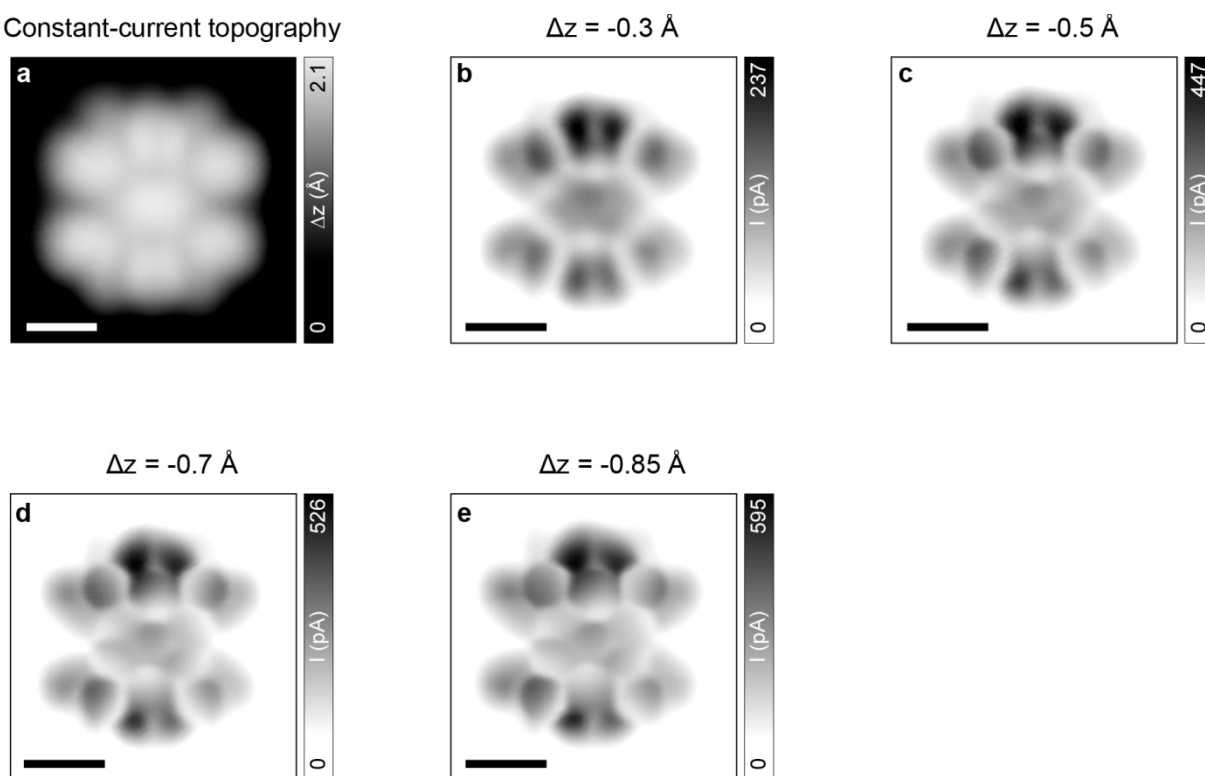 Constant-current topography
Δz = -0.3 Å
Δz = -0.5 Å
a
2.1
Δz (Å)
0
b
237
I (pA)
0
c
447
I (pA)
0
Δz = -0.7 Å
Δz = -0.85 Å
d
526
I (pA)
0
e
595
I (pA)
0